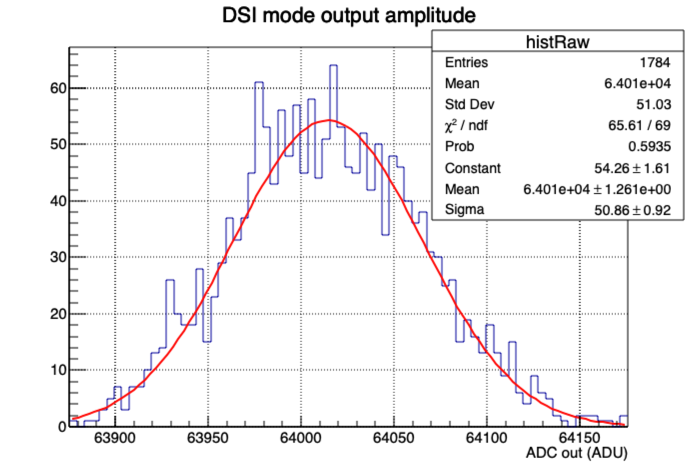 DSI mode output amplitude
histRaw
Entries 1784
Mean 6.401e+04
Std Dev 51.03
χ² / ndf 65.61 / 69
Prob 0.5935
Constant 54.26 ± 1.61
Mean 6.401e+04 ± 1.261e+00
Sigma 50.86 ± 0.92
60
50
40
30
20
10
0
63900 63950 64000 64050 64100 64150
ADC out (ADU)